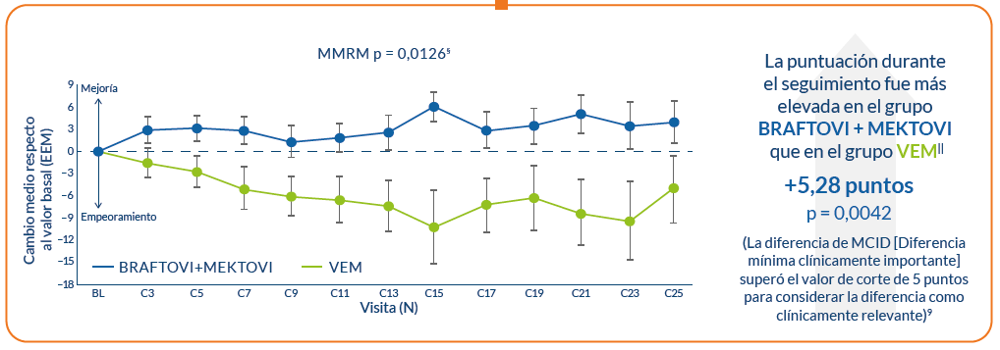 MMRM p = 0,0126§
Cambio medio respecto
al valor basal (EEM)
9
6
3
0
−3
−6
−9
−12
−15
−18
Mejoría
Empeoramiento
BRAFTOVI+MEKTOVI
VEM
BL
C3
C5
C7
C9
C11
C13
C15
C17
C19
C21
C23
C25
Visita (N)
La puntuación durante
el seguimiento fue más
elevada en el grupo
BRAFTOVI + MEKTOVI
que en el grupo VEM||
+5,28 puntos
p = 0,0042
(La diferencia de MCID [Diferencia
mínima clínicamente importante]
superó el valor de corte de 5 puntos
para considerar la diferencia como
clínicamente relevante)⁹